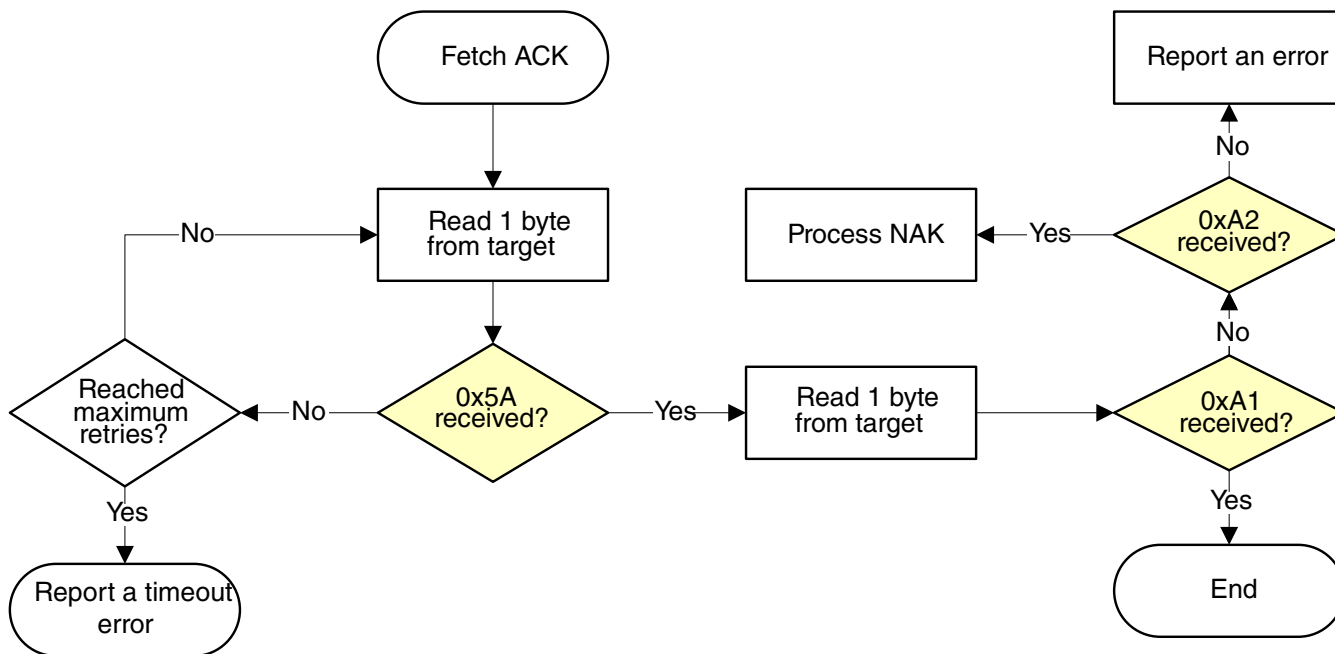 Fetch ACK
Report an error
No
Read 1 byte
from target
No
Process NAK
Yes
0xA2
received?
No
Reached
maximum
retries?
No
0x5A
received?
Yes
Read 1 byte
from target
0xA1
received?
Yes
Yes
Report a timeout
error
End